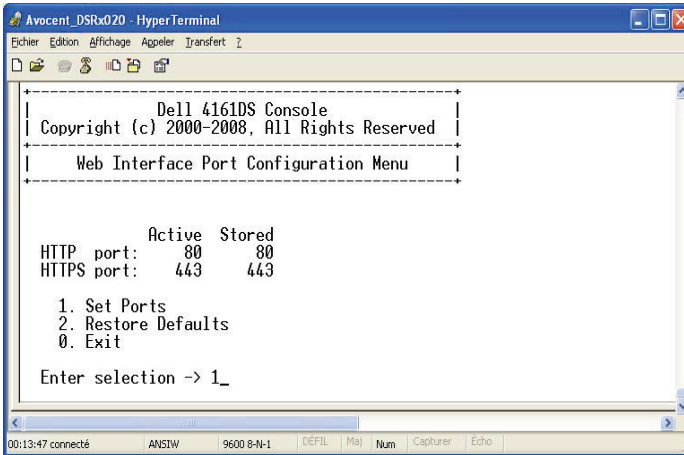 Avocent_DSRx020 - HyperTerminal
Fichier Edition Affichage Appeler Transfert ?
Dell 4161DS Console
Copyright (c) 2000-2008, All Rights Reserved
Web Interface Port Configuration Menu
Active Stored
HTTP port: 80 80
HTTPS port: 443 443
1. Set Ports
2. Restore Defaults
0. Exit
Enter selection -> 1_
00:13:47 connecté ANSIW 9600 8-N-1 DÉFIL Maj Num Capturer Écho